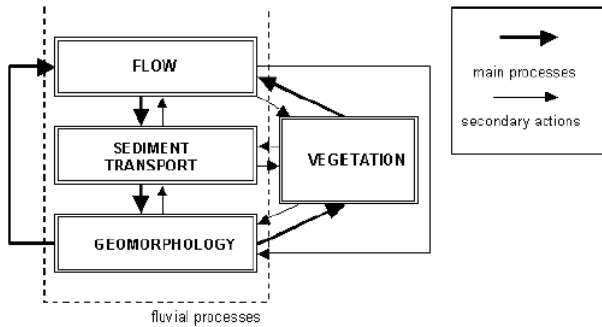 FLOW
SEDIMENT
TRANSPORT
VEGETATION
GEOMORPHOLOGY
fluvial processes
main processes
secondary actions